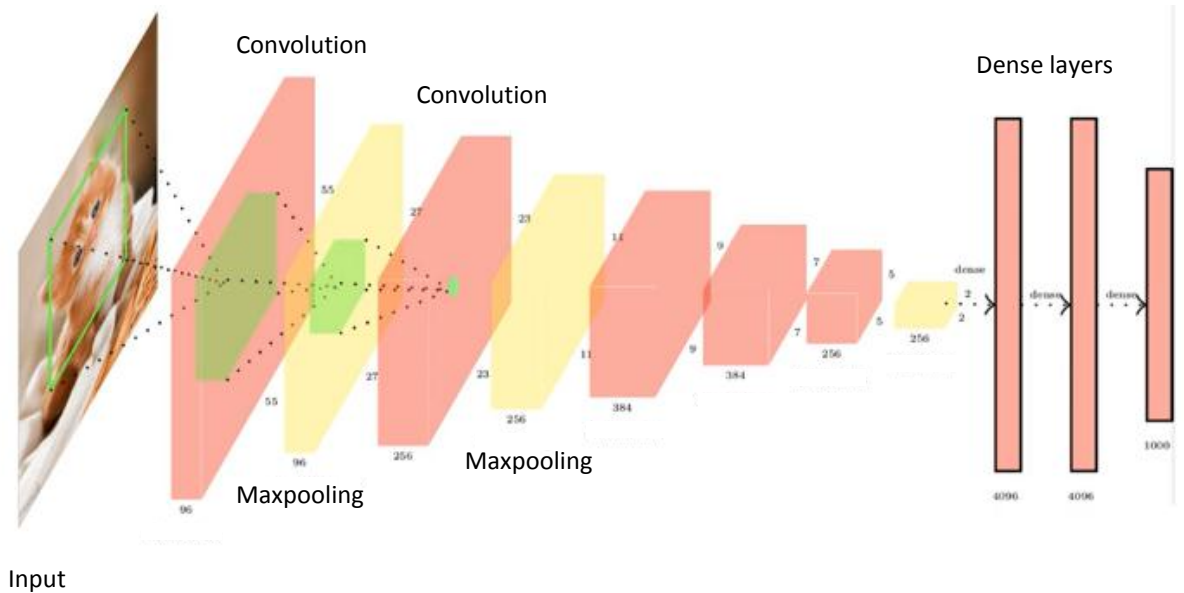 Convolution
Convolution
Dense layers
55
27
23
11
9
7
5
dense
2
dense
dense
2
5
7
9
11
23
27
55
256
384
384
256
256
96
96
Maxpooling
Maxpooling
1000
4096
4096
Input